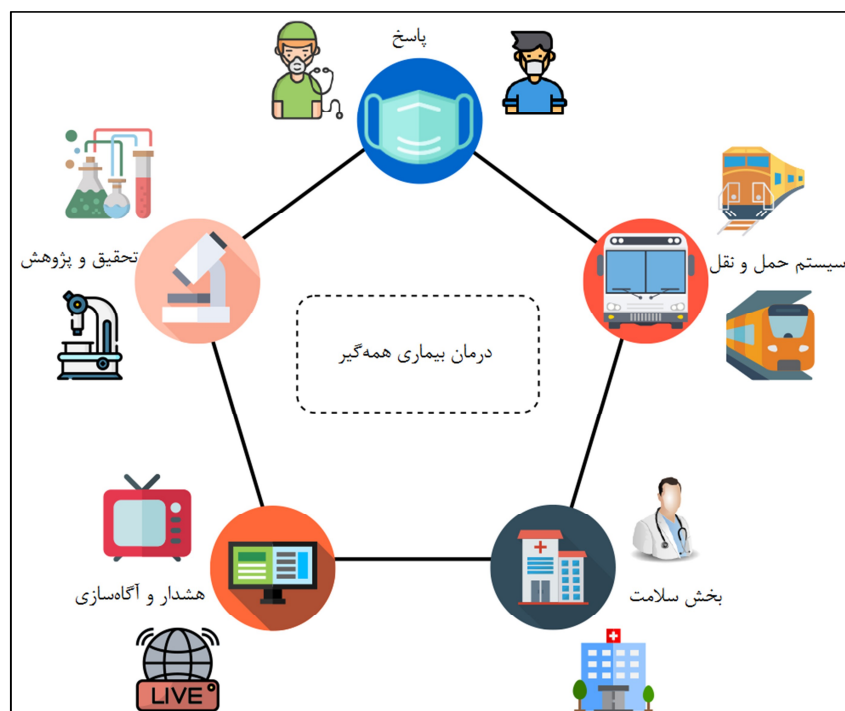 پاسخ
سیستم حمل و نقل
تحقیق و پژوهش
درمان بیماری همه‌گیر
بخش سلامت
هشدار و آگاه‌سازی
LIVE